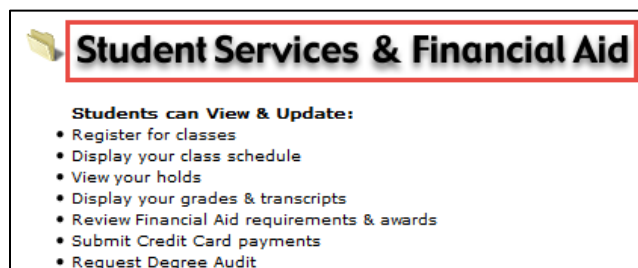 Student Services & Financial Aid
Students can View & Update:
• Register for classes
• Display your class schedule
• View your holds
• Display your grades & transcripts
• Review Financial Aid requirements & awards
• Submit Credit Card payments
• Request Degree Audit